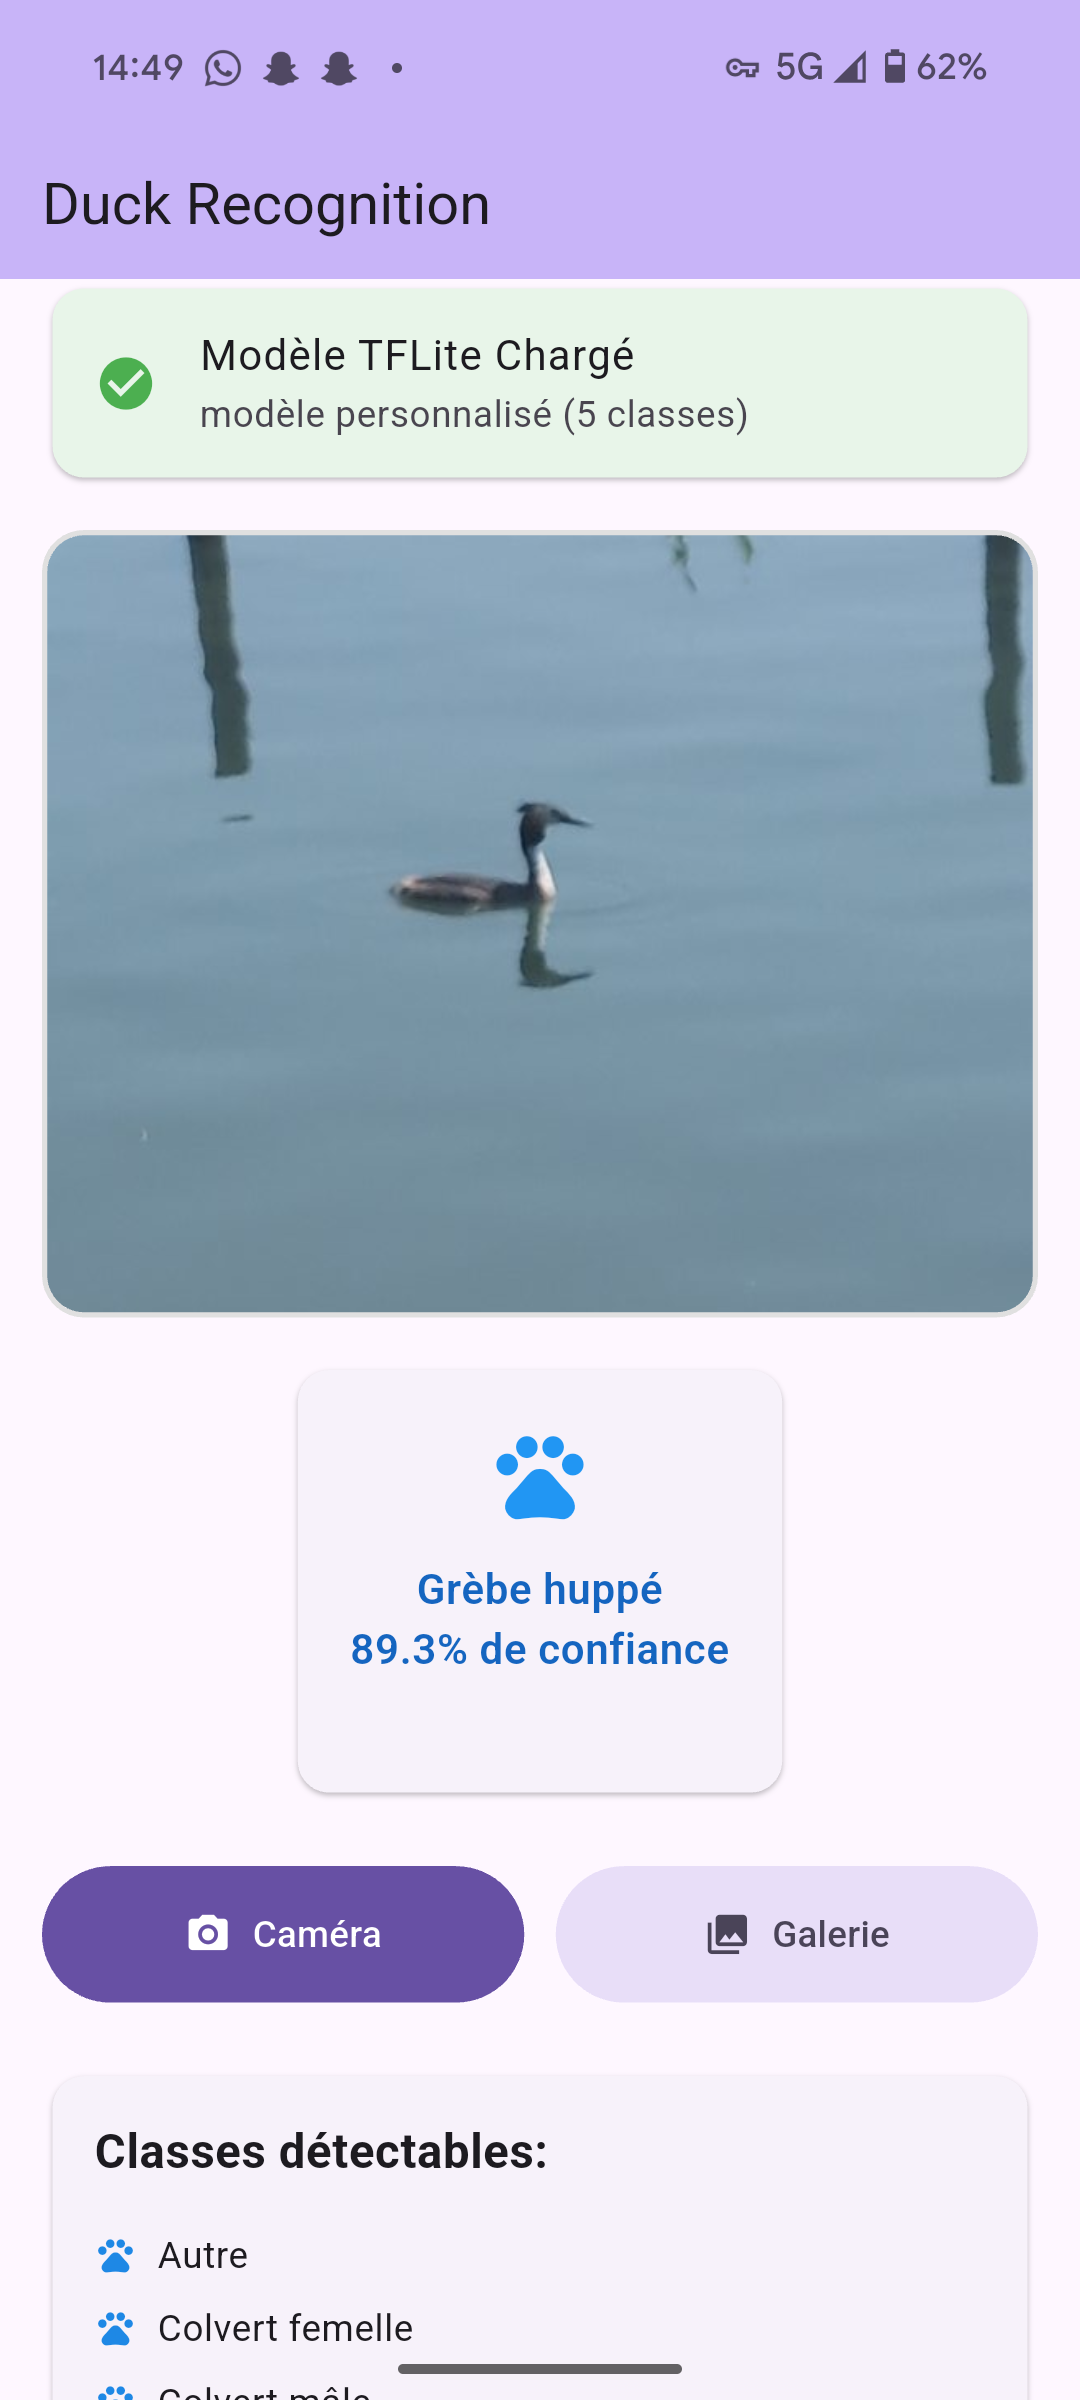 14:49
5G
62%
Duck Recognition
Modèle TFLite Chargé
modèle personnalisé (5 classes)
Grèbe huppé
89.3% de confiance
Caméra
Galerie
Classes détectables:
Autre
Colvert femelle
Colvert mâle